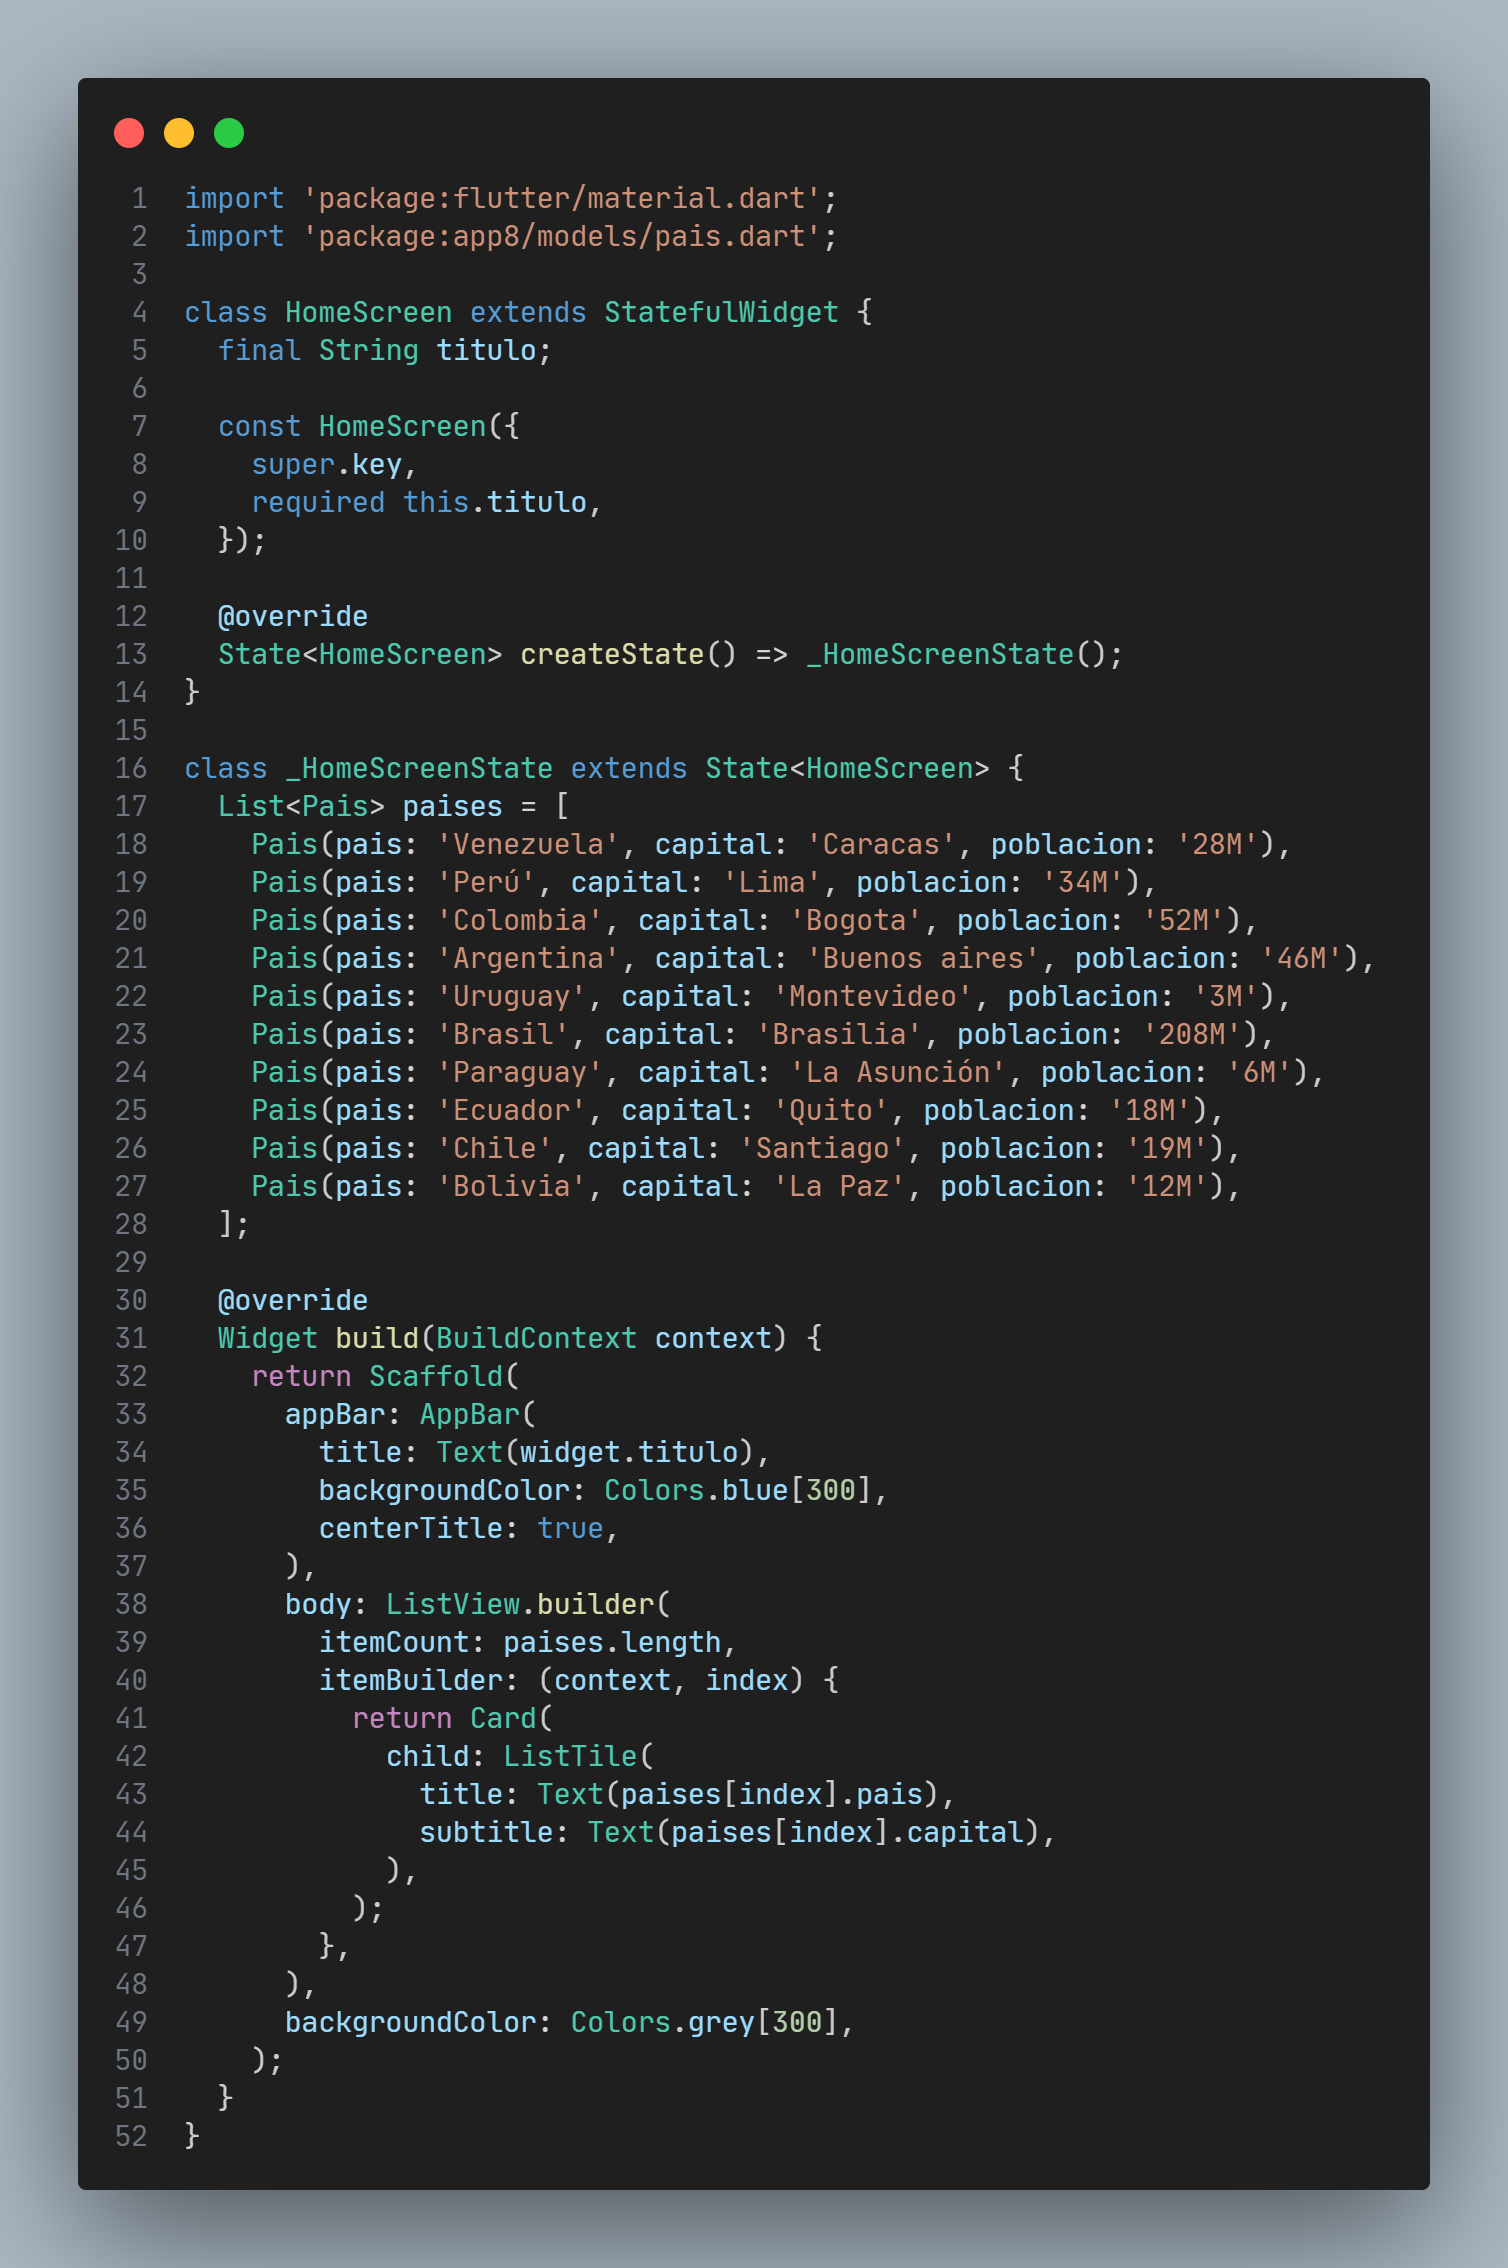 1 import 'package:flutter/material.dart';
2 import 'package:app8/models/pais.dart';
3
4 class HomeScreen extends StatefulWidget {
5   final String titulo;
6
7   const HomeScreen({
8     super.key,
9     required this.titulo,
10   });
11
12   @override
13   State<HomeScreen> createState() => _HomeScreenState();
14 }
15
16 class _HomeScreenState extends State<HomeScreen> {
17   List<Pais> paises = [
18     Pais(pais: 'Venezuela', capital: 'Caracas', poblacion: '28M'),
19     Pais(pais: 'Perú', capital: 'Lima', poblacion: '34M'),
20     Pais(pais: 'Colombia', capital: 'Bogota', poblacion: '52M'),
21     Pais(pais: 'Argentina', capital: 'Buenos aires', poblacion: '46M'),
22     Pais(pais: 'Uruguay', capital: 'Montevideo', poblacion: '3M'),
23     Pais(pais: 'Brasil', capital: 'Brasilia', poblacion: '208M'),
24     Pais(pais: 'Paraguay', capital: 'La Asunción', poblacion: '6M'),
25     Pais(pais: 'Ecuador', capital: 'Quito', poblacion: '18M'),
26     Pais(pais: 'Chile', capital: 'Santiago', poblacion: '19M'),
27     Pais(pais: 'Bolivia', capital: 'La Paz', poblacion: '12M'),
28   ];
29
30   @override
31   Widget build(BuildContext context) {
32     return Scaffold(
33       appBar: AppBar(
34         title: Text(widget.titulo),
35         backgroundColor: Colors.blue[300],
36         centerTitle: true,
37       ),
38       body: ListView.builder(
39         itemCount: paises.length,
40         itemBuilder: (context, index) {
41           return Card(
42             child: ListTile(
43               title: Text(paises[index].pais),
44               subtitle: Text(paises[index].capital),
45             ),
46           );
47         },
48       ),
49       backgroundColor: Colors.grey[300],
50     );
51   }
52 }